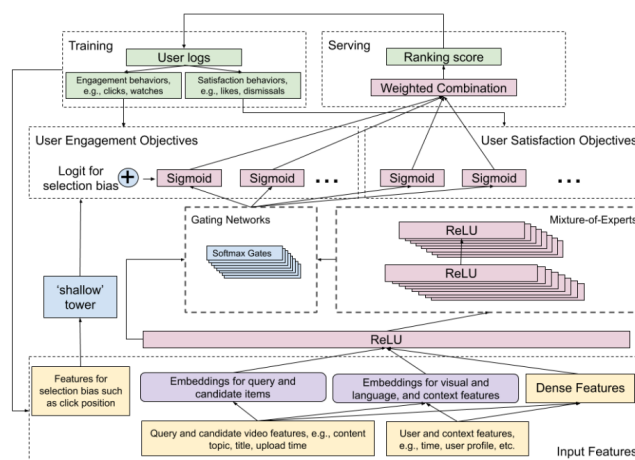 Training
User logs
Engagement behaviors,
e.g., clicks, watches
Satisfaction behaviors,
e.g., likes, dismissals
Serving
Ranking score
Weighted Combination
User Engagement Objectives
User Satisfaction Objectives
Logit for
selection bias
+
Sigmoid
Sigmoid
...
Sigmoid
Sigmoid
...
Gating Networks
Softmax Gates
Mixture-of-Experts
ReLU
ReLU
'shallow'
tower
ReLU
Features for
selection bias such
as click position
Embeddings for query and
candidate items
Embeddings for visual and
language, and context features
Dense Features
Query and candidate video features, e.g., content
topic, title, upload time
User and context features,
e.g., time, user profile, etc.
Input Features